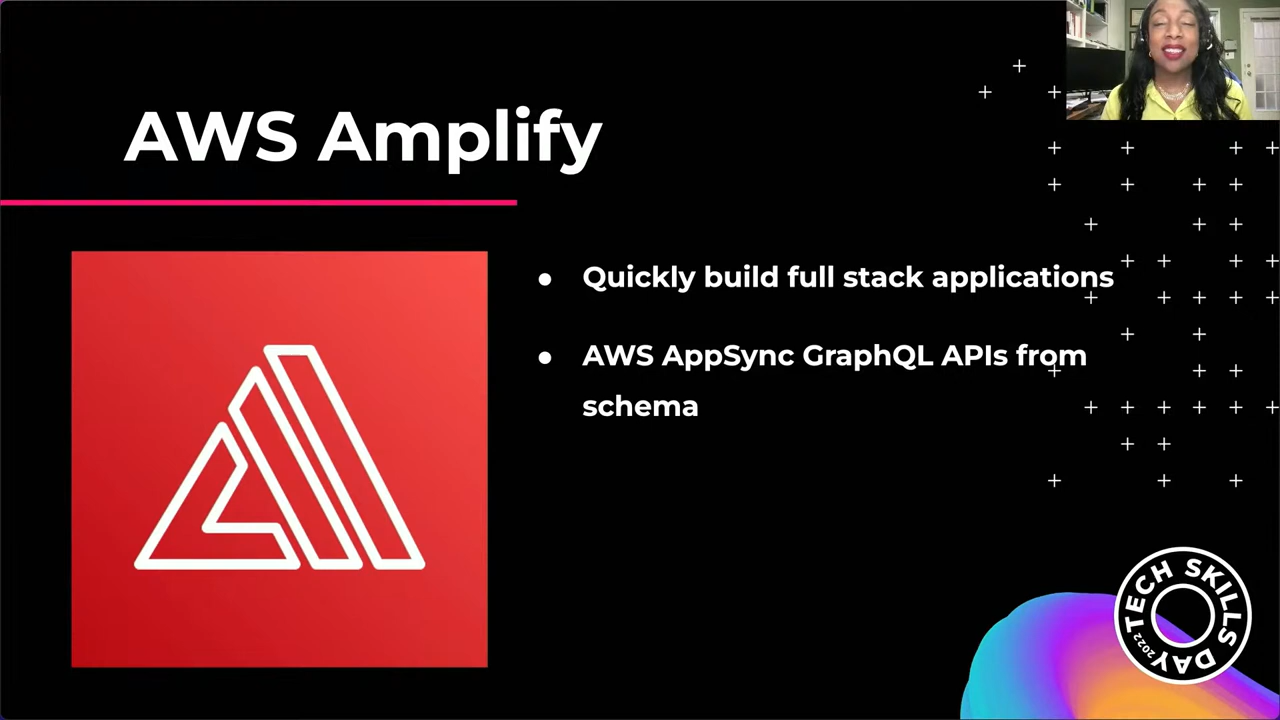 AWS Amplify
● Quickly build full stack applications
● AWS AppSync GraphQL APIs from
schema
TECH SKILLS DAY 2022